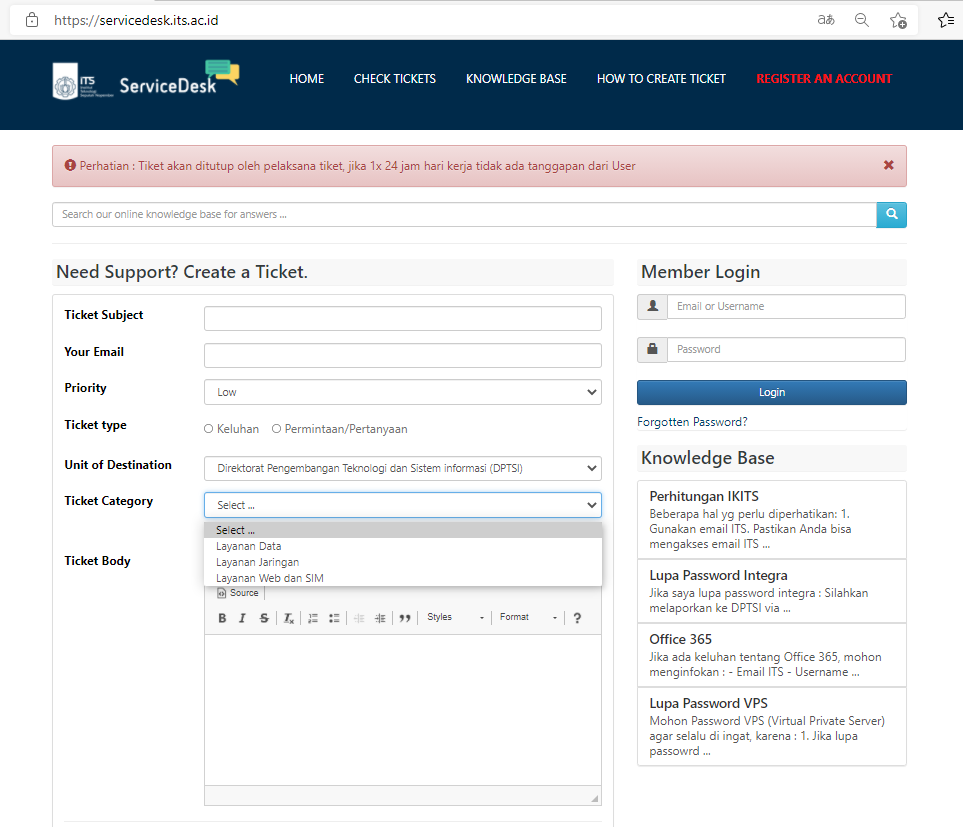 https://servicedesk.its.ac.id
ITS
ServiceDesk
HOME
CHECK TICKETS
KNOWLEDGE BASE
HOW TO CREATE TICKET
REGISTER AN ACCOUNT
Perhatian : Tiket akan ditutup oleh pelaksana tiket, jika 1x 24 jam hari kerja tidak ada tanggapan dari User
Search our online knowledge base for answers ...
Need Support? Create a Ticket.
Ticket Subject
Your Email
Priority
Low
Ticket type
Keluhan
Permintaan/Pertanyaan
Unit of Destination
Direktorat Pengembangan Teknologi dan Sistem informasi (DPTSI)
Ticket Category
Select ...
Select ...
Layanan Data
Layanan Jaringan
Layanan Web dan SIM
Ticket Body
Source
B I S
Styles
Format
?
Member Login
Email or Username
Password
Login
Forgotten Password?
Knowledge Base
Perhitungan IKITS
Beberapa hal yg perlu diperhatikan: 1.
Gunakan email ITS. Pastikan Anda bisa
mengakses email ITS ...
Lupa Password Integra
Jika saya lupa password integra : Silahkan
melaporkan ke DPTSI via ...
Office 365
Jika ada keluhan tentang Office 365, mohon
menginfokan : - Email ITS - Username ...
Lupa Password VPS
Mohon Password VPS (Virtual Private Server)
agar selalu di ingat, karena : 1. Jika lupa
passowrd ...